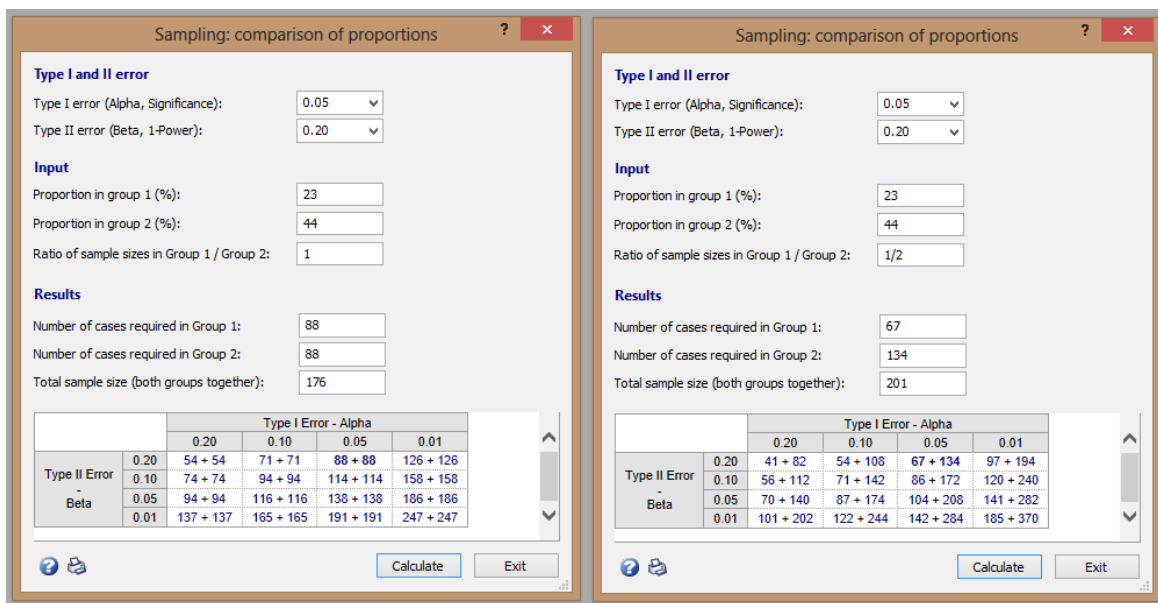 Sampling: comparison of proportions ? ×
Type I and II error
Type I error (Alpha, Significance): 0.05
Type II error (Beta, 1-Power): 0.20
Input
Proportion in group 1 (%): 23
Proportion in group 2 (%): 44
Ratio of sample sizes in Group 1 / Group 2: 1
Results
Number of cases required in Group 1: 88
Number of cases required in Group 2: 88
Total sample size (both groups together): 176
Type I Error - Alpha
0.20 0.10 0.05 0.01
Type II Error
-
Beta
0.20 54 + 54 71 + 71 88 + 88 126 + 126
0.10 74 + 74 94 + 94 114 + 114 158 + 158
0.05 94 + 94 116 + 116 138 + 138 186 + 186
0.01 137 + 137 165 + 165 191 + 191 247 + 247
? Calculate Exit
Sampling: comparison of proportions ? ×
Type I and II error
Type I error (Alpha, Significance): 0.05
Type II error (Beta, 1-Power): 0.20
Input
Proportion in group 1 (%): 23
Proportion in group 2 (%): 44
Ratio of sample sizes in Group 1 / Group 2: 1/2
Results
Number of cases required in Group 1: 67
Number of cases required in Group 2: 134
Total sample size (both groups together): 201
Type I Error - Alpha
0.20 0.10 0.05 0.01
Type II Error
-
Beta
0.20 41 + 82 54 + 108 67 + 134 97 + 194
0.10 56 + 112 71 + 142 86 + 172 120 + 240
0.05 70 + 140 87 + 174 104 + 208 141 + 282
0.01 101 + 202 122 + 244 142 + 284 185 + 370
? Calculate Exit